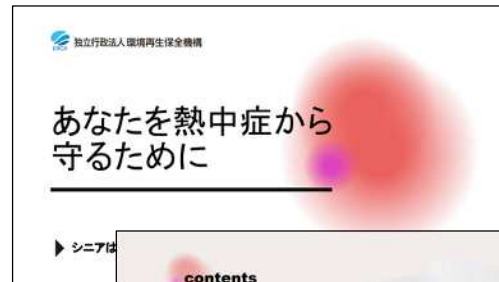 独立行政法人 環境再生保全機構
あなたを熱中症から
守るために
▶ シニアは
contents